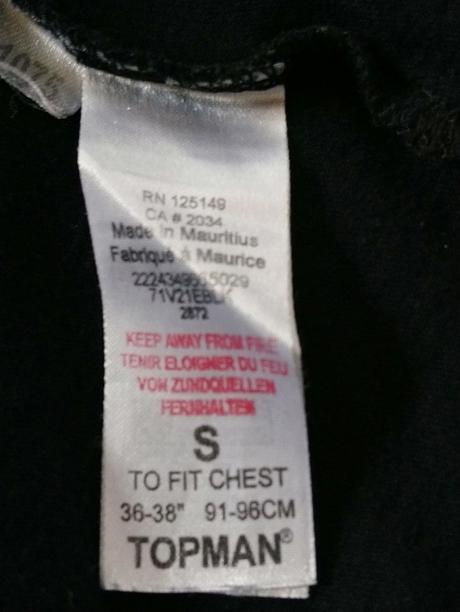 RN 125149
CA # 2034
Made in Mauritius
Fabriqué à Maurice
71V21EBLK
2872
KEEP AWAY FROM FIRE
TENIR ELOIGNER DU FEU
VON ZUNDQUELLEN
FERNHALTEN
S
TO FIT CHEST
36-38" 91-96CM
TOPMAN®